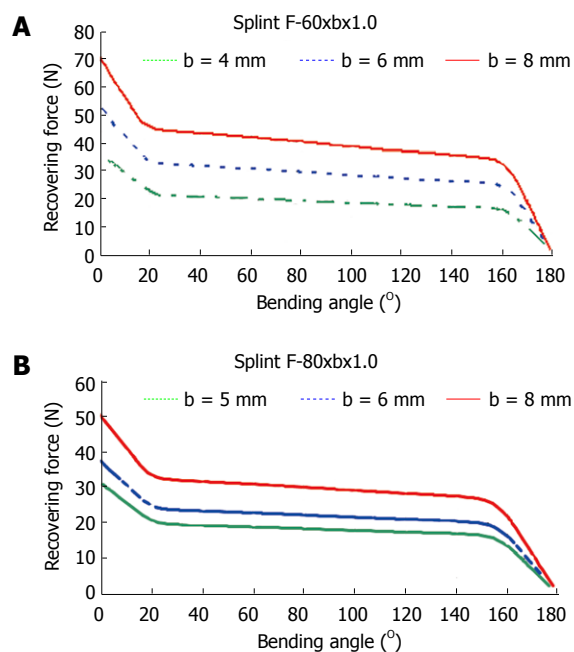 A
Splint F-60xbx1.0
80
70
60
50
40
30
20
10
0
Recovering force (N)
b = 4 mm b = 6 mm b = 8 mm
0 20 40 60 80 100 120 140 160 180
Bending angle (O)
B
Splint F-80xbx1.0
60
50
40
30
20
10
0
Recovering force (N)
b = 5 mm b = 6 mm b = 8 mm
0 20 40 60 80 100 120 140 160 180
Bending angle (O)